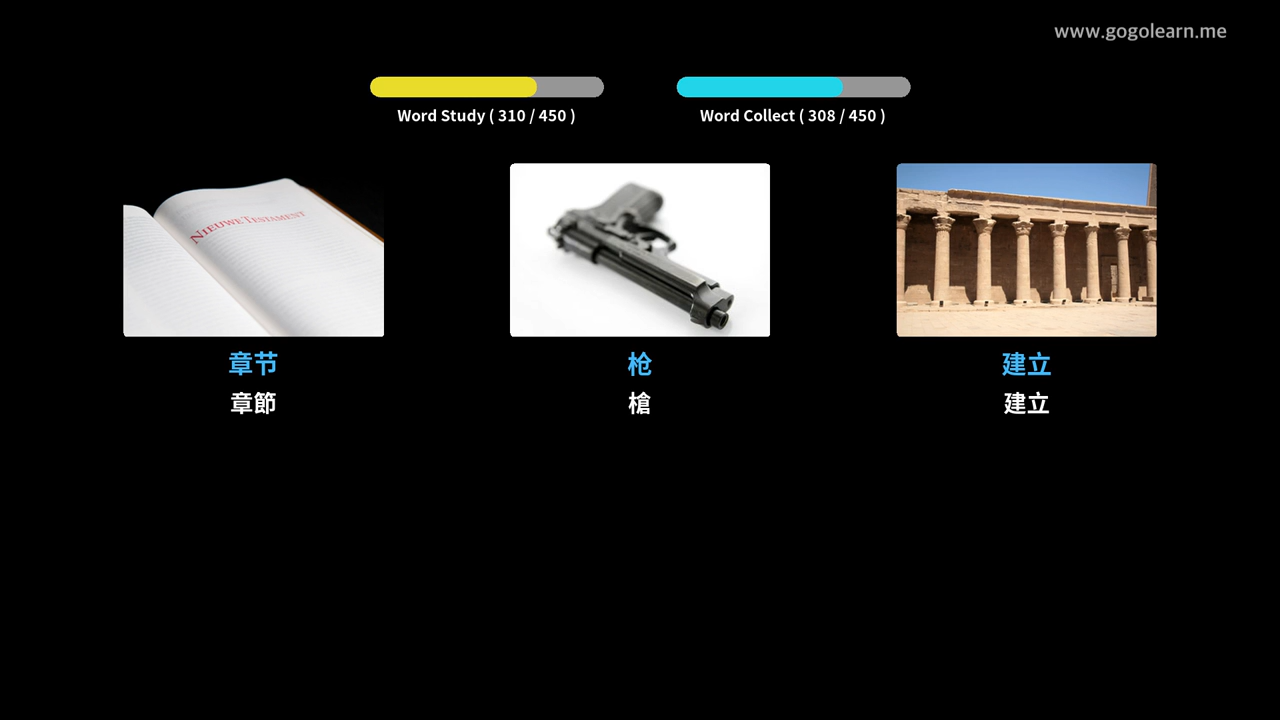 www.gogolearn.me
Word Study ( 310 / 450 )
Word Collect ( 308 / 450 )
NIEUWE TESTAMENT
章节
章節
枪
槍
建立
建立